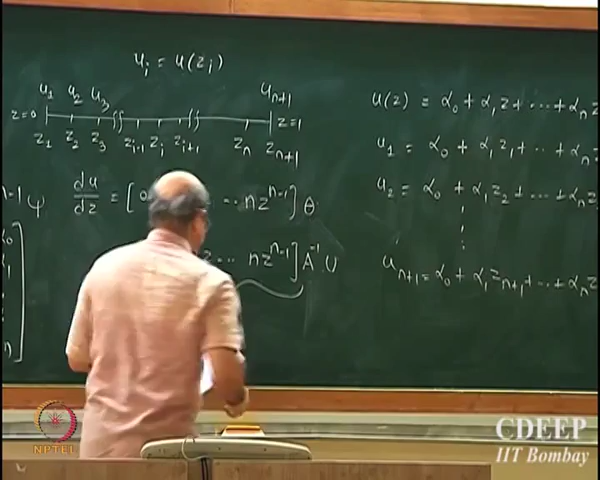 u_i = u(z_i)
u_1 u_2 u_3 u_{n+1}
z=0 z=1
z_1 z_2 z_3 z_{i-1} z_i z_{i+1} z_n z_{n+1}
n-1 ψ du/dz = [0 ·· nz^{n-1}] θ
·· nz^{n-1}] A^{-1} U
α_0
α_1
u(z) = α_0 + α_1 z + ··· + α_n z
u_1 = α_0 + α_1 z_1 + ·· + α_n z
u_2 = α_0 + α_1 z_2 + ··· + α_n z
u_{n+1} = α_0 + α_1 z_{n+1} + ·· + α_n z
NPTEL
CDEEP
IIT Bombay